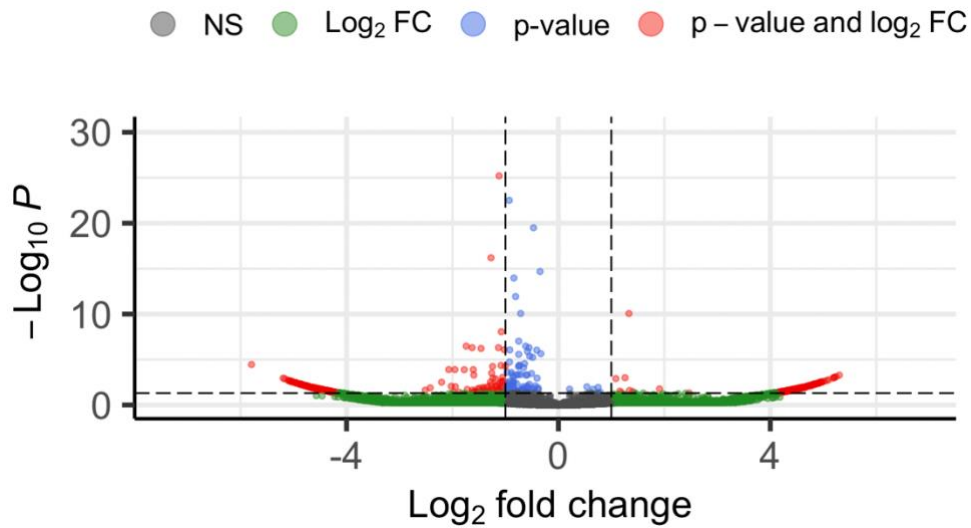 NS Log₂ FC p-value p – value and log₂ FC
30
20
10
0
– Log₁₀ P
-4 0 4
Log₂ fold change